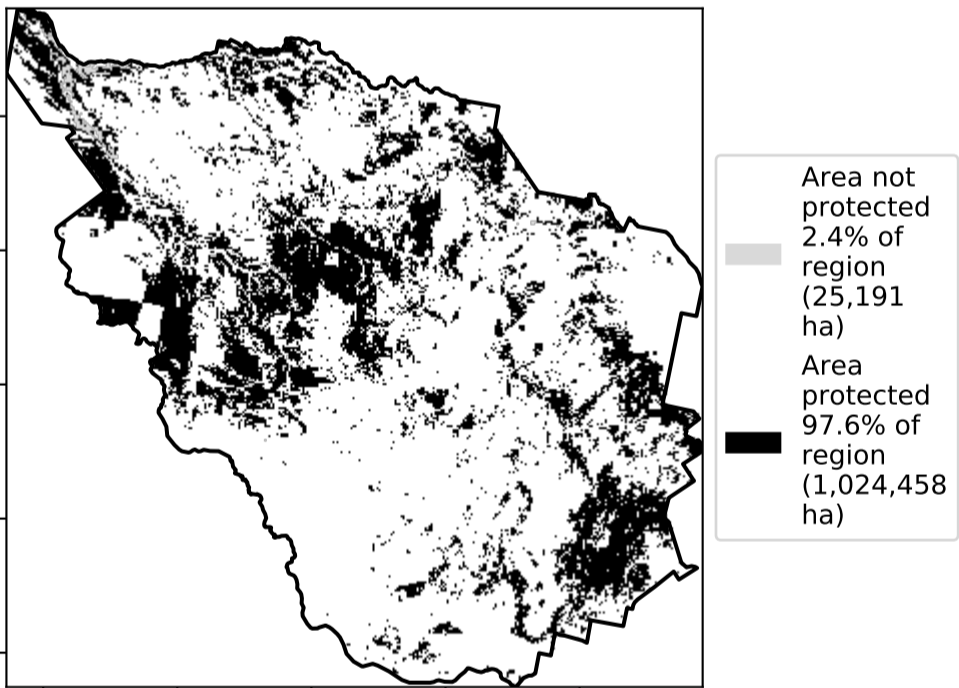 Area not
protected
2.4% of
region
(25,191
ha)
Area
protected
97.6% of
region
(1,024,458
ha)